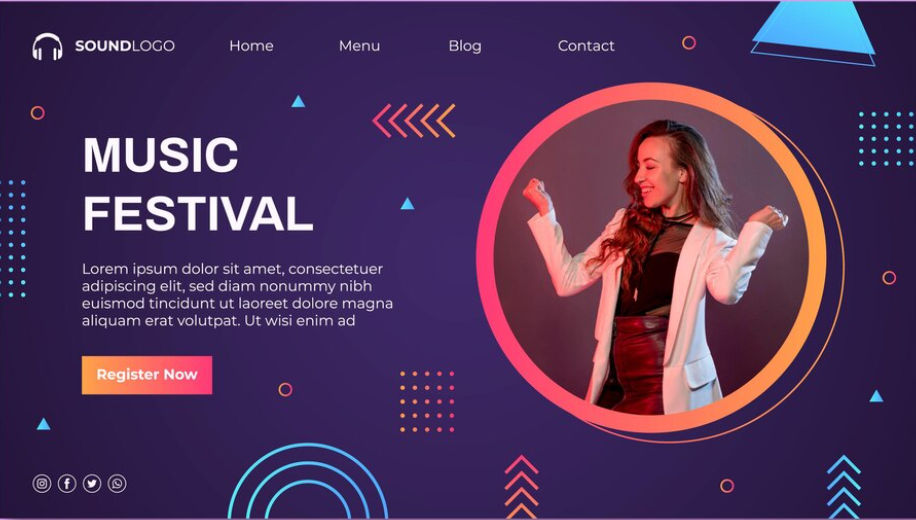 SOUNDLOGO
Home
Menu
Blog
Contact
MUSIC
FESTIVAL
Lorem ipsum dolor sit amet, consectetuer
adipiscing elit, sed diam nonummy nibh
euismod tincidunt ut laoreet dolore magna
aliquam erat volutpat. Ut wisi enim ad
Register Now